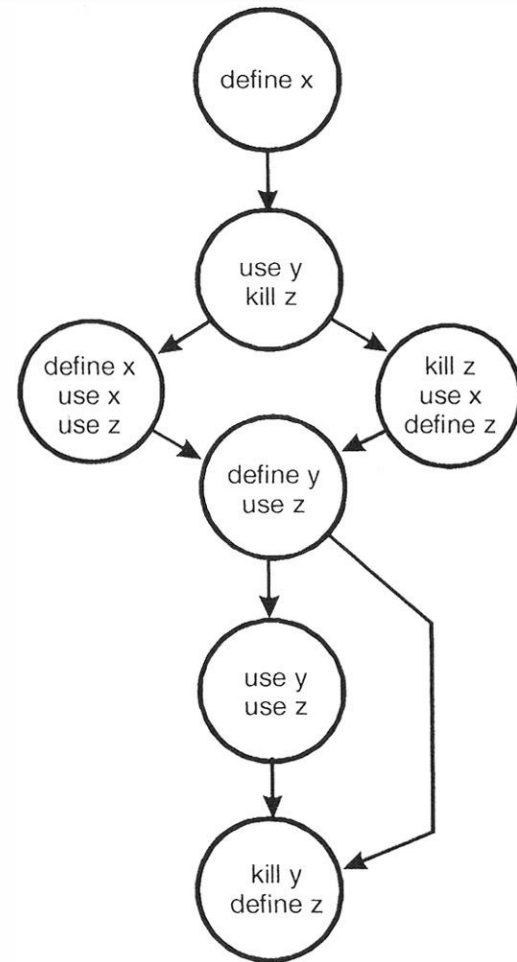 define x
use y
kill z
define x
use x
use z
kill z
use x
define z
define y
use z
use y
use z
kill y
define z